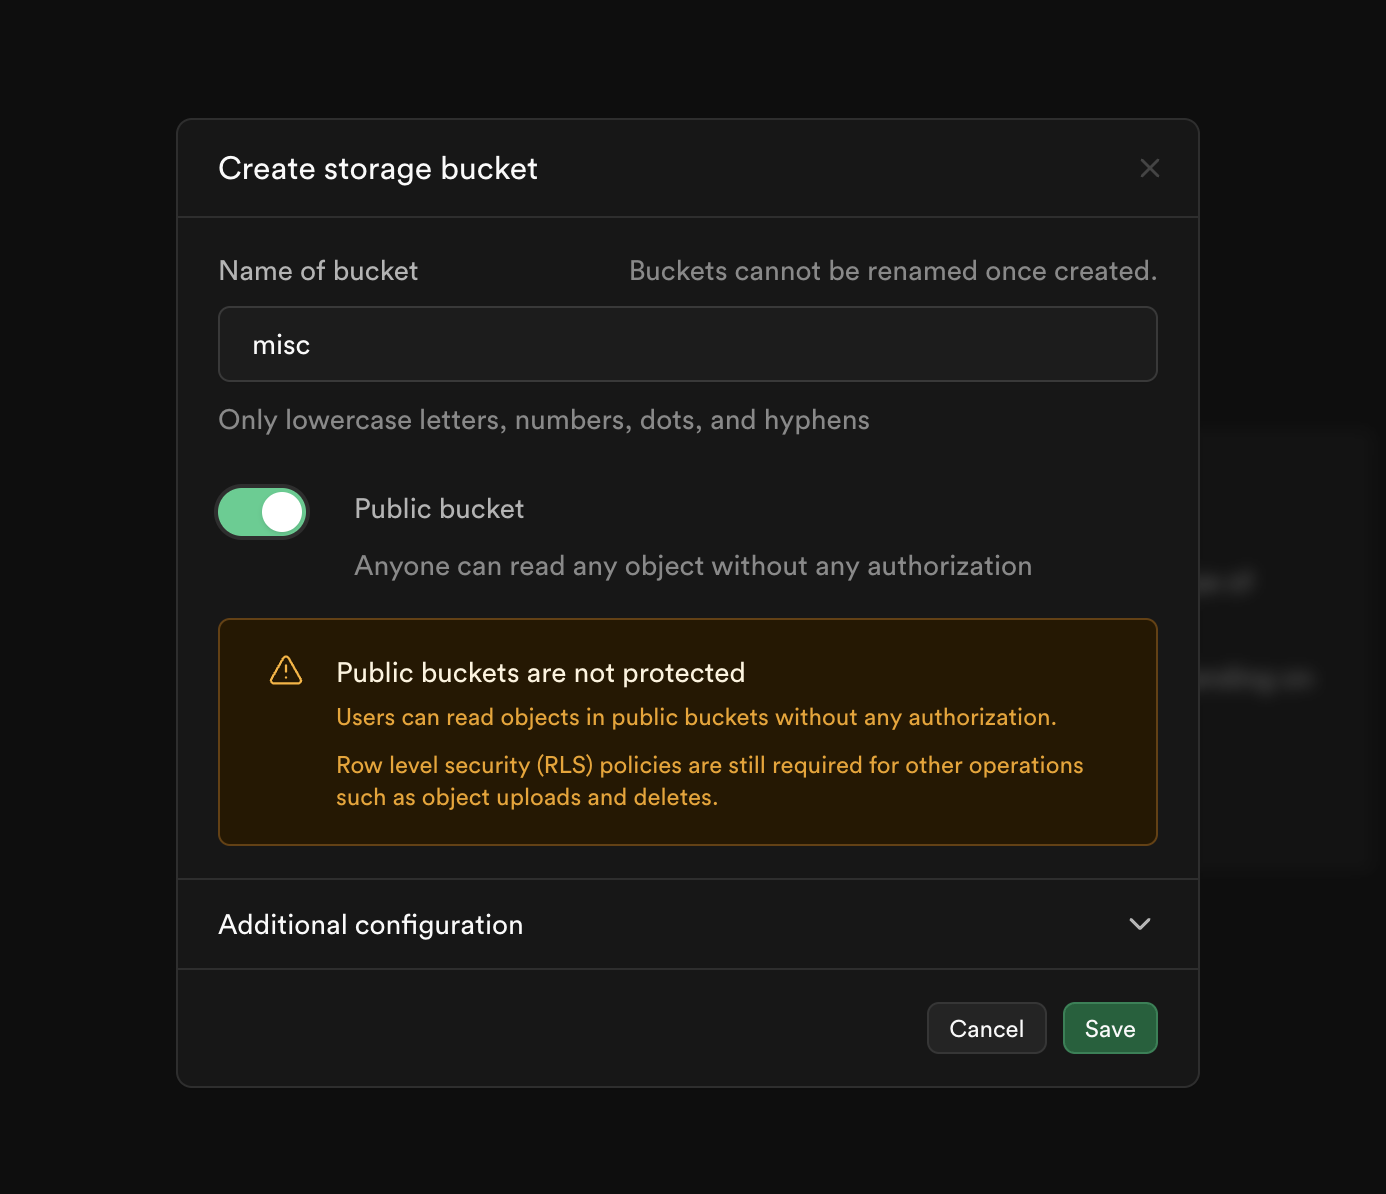 Create storage bucket
Name of bucket
Buckets cannot be renamed once created.
misc
Only lowercase letters, numbers, dots, and hyphens
Public bucket
Anyone can read any object without any authorization
Public buckets are not protected
Users can read objects in public buckets without any authorization.
Row level security (RLS) policies are still required for other operations
such as object uploads and deletes.
Additional configuration
Cancel
Save